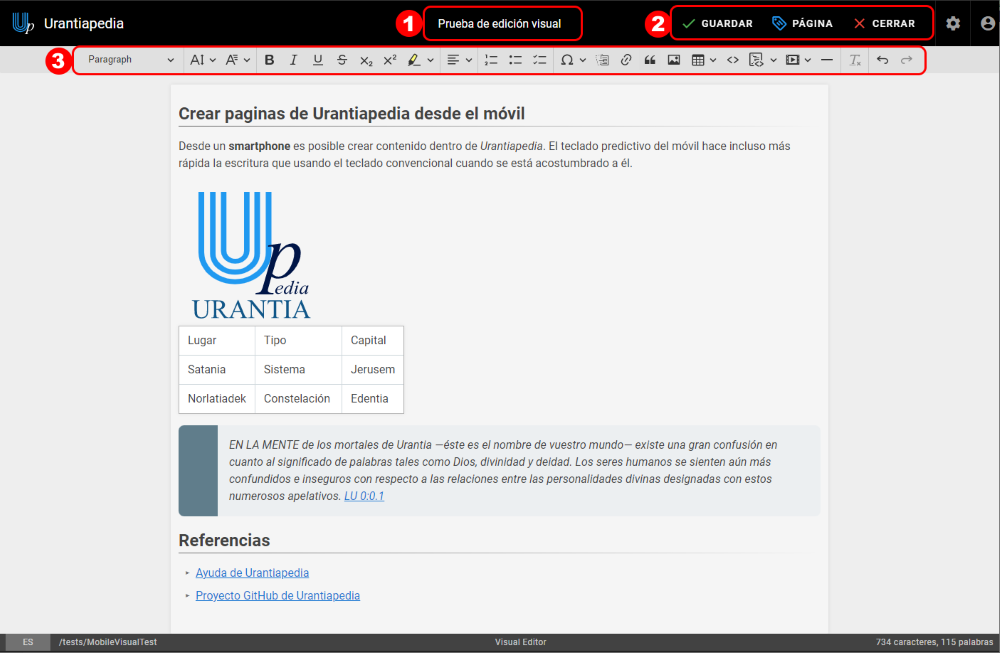 Up Urantiapedia
1 Prueba de edición visual
2 GUARDAR PÁGINA CERRAR
3 Paragraph
Crear paginas de Urantiapedia desde el móvil
Desde un smartphone es posible crear contenido dentro de Urantiapedia. El teclado predictivo del móvil hace incluso más
rápida la escritura que usando el teclado convencional cuando se está acostumbrado a él.
Upedia
URANTIA
Lugar Tipo Capital
Satania Sistema Jerusem
Norlatiadek Constelación Edentia
EN LA MENTE de los mortales de Urantia —éste es el nombre de vuestro mundo— existe una gran confusión en
cuanto al significado de palabras tales como Dios, divinidad y deidad. Los seres humanos se sienten aún más
confundidos e inseguros con respecto a las relaciones entre las personalidades divinas designadas con estos
numerosos apelativos. LU 0:0.1
Referencias
Ayuda de Urantiapedia
Proyecto GitHub de Urantiapedia
ES /tests/MobileVisualTest Visual Editor 734 caracteres, 115 palabras